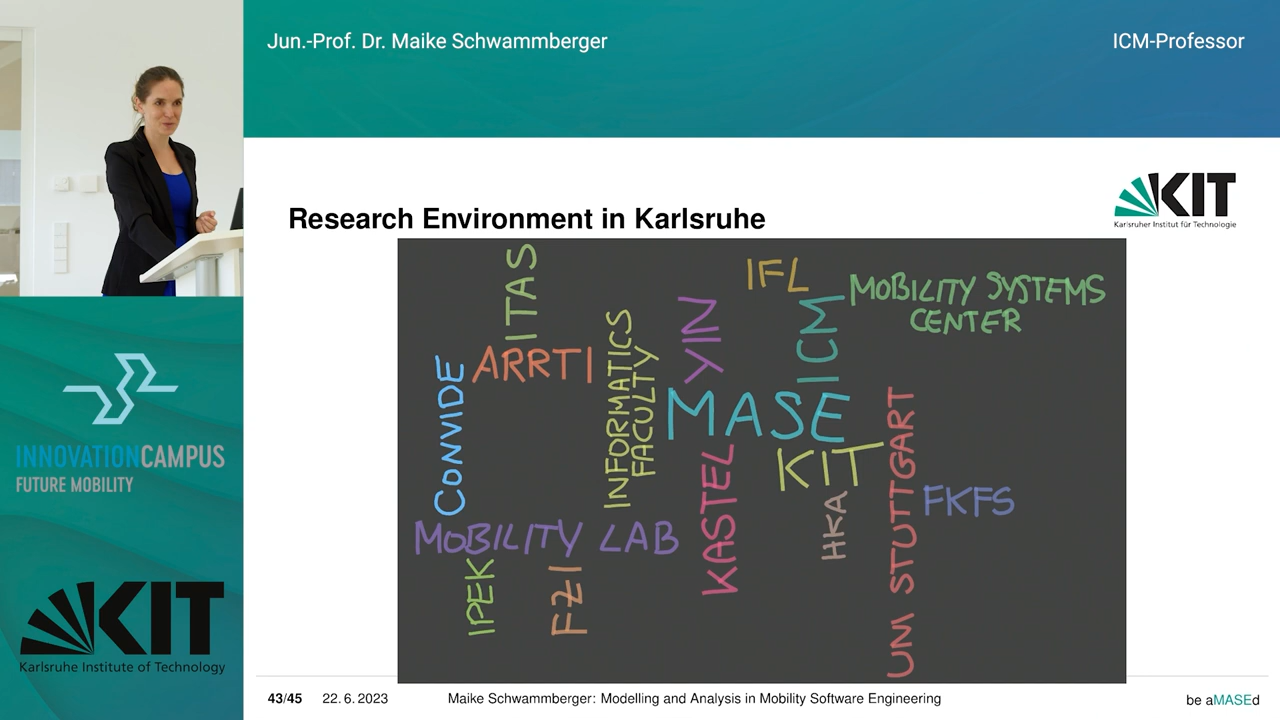 Jun.-Prof. Dr. Maike Schwammberger
ICM-Professor
KIT
Karlsruher Institut für Technologie
Research Environment in Karlsruhe
ITAS
IFL
MOBILITY SYSTEMS
CENTER
YIN
ICM
INFORMATICS
FACULTY
ARRTI
CONVIDE
MASE
KIT
UNI STUTTGART
KASTEL
HKA
FKFS
MOBILITY LAB
IPEK
FZI
INNOVATIONCAMPUS
FUTURE MOBILITY
KIT
Karlsruhe Institute of Technology
43/45 22. 6. 2023 Maike Schwammberger: Modelling and Analysis in Mobility Software Engineering
be aMASEd